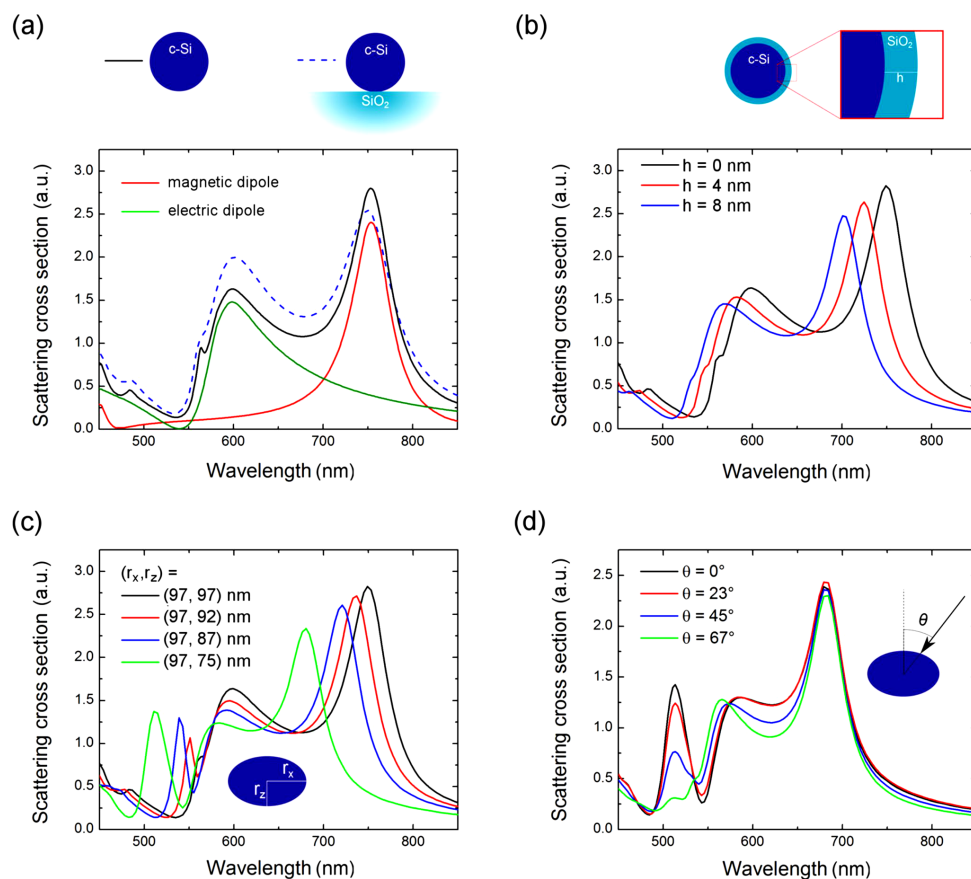 (a)
c-Si
c-Si
SiO₂
3.0
2.5
2.0
1.5
1.0
0.5
0.0
Scattering cross section (a.u.)
magnetic dipole
electric dipole
500 600 700 800
Wavelength (nm)
(b)
c-Si
SiO₂
h
3.0
2.5
2.0
1.5
1.0
0.5
0.0
Scattering cross section (a.u.)
h = 0 nm
h = 4 nm
h = 8 nm
500 600 700 800
Wavelength (nm)
(c)
3.0
2.5
2.0
1.5
1.0
0.5
0.0
Scattering cross section (a.u.)
(rₓ,r_z) =
(97, 97) nm
(97, 92) nm
(97, 87) nm
(97, 75) nm
rₓ
r_z
500 600 700 800
Wavelength (nm)
(d)
2.5
2.0
1.5
1.0
0.5
0.0
Scattering cross section (a.u.)
θ = 0°
θ = 23°
θ = 45°
θ = 67°
θ
500 600 700 800
Wavelength (nm)